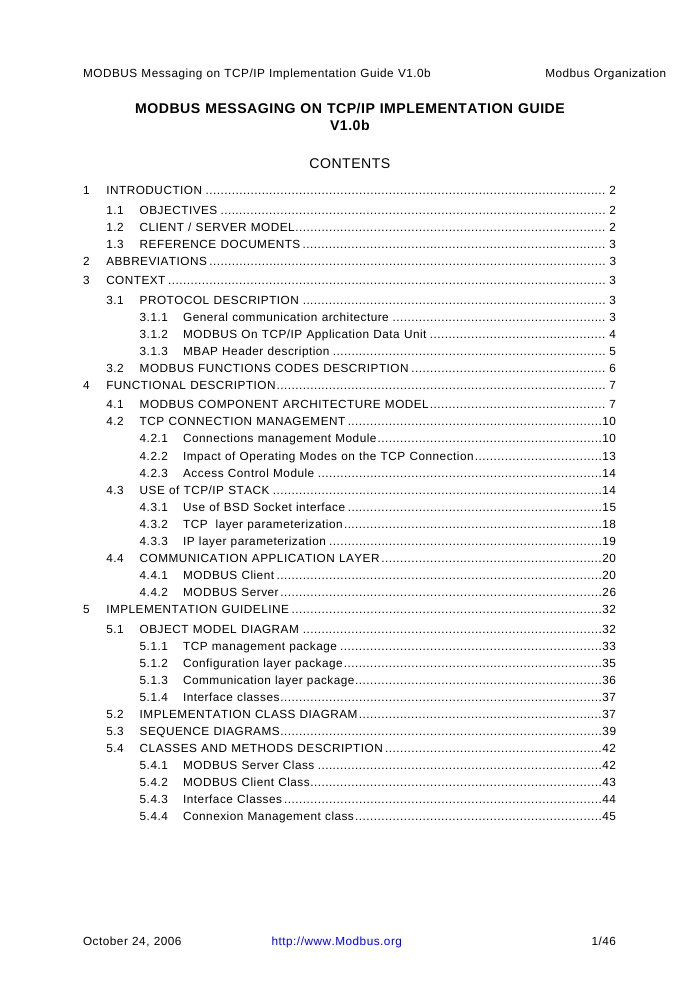 MODBUS Messaging on TCP/IP Implementation Guide V1.0b Modbus Organization
MODBUS MESSAGING ON TCP/IP IMPLEMENTATION GUIDE
V1.0b
CONTENTS
1 INTRODUCTION ........................................................................................................... 2
1.1 OBJECTIVES ....................................................................................................... 2
1.2 CLIENT / SERVER MODEL................................................................................... 2
1.3 REFERENCE DOCUMENTS ................................................................................. 3
2 ABBREVIATIONS .......................................................................................................... 3
3 CONTEXT ..................................................................................................................... 3
3.1 PROTOCOL DESCRIPTION ................................................................................. 3
3.1.1 General communication architecture ......................................................... 3
3.1.2 MODBUS On TCP/IP Application Data Unit ............................................... 4
3.1.3 MBAP Header description ......................................................................... 5
3.2 MODBUS FUNCTIONS CODES DESCRIPTION .................................................... 6
4 FUNCTIONAL DESCRIPTION........................................................................................ 7
4.1 MODBUS COMPONENT ARCHITECTURE MODEL............................................... 7
4.2 TCP CONNECTION MANAGEMENT ....................................................................10
4.2.1 Connections management Module............................................................10
4.2.2 Impact of Operating Modes on the TCP Connection..................................13
4.2.3 Access Control Module ............................................................................14
4.3 USE of TCP/IP STACK ........................................................................................14
4.3.1 Use of BSD Socket interface ....................................................................15
4.3.2 TCP layer parameterization.....................................................................18
4.3.3 IP layer parameterization .........................................................................19
4.4 COMMUNICATION APPLICATION LAYER...........................................................20
4.4.1 MODBUS Client .......................................................................................20
4.4.2 MODBUS Server......................................................................................26
5 IMPLEMENTATION GUIDELINE ...................................................................................32
5.1 OBJECT MODEL DIAGRAM ................................................................................32
5.1.1 TCP management package ......................................................................33
5.1.2 Configuration layer package.....................................................................35
5.1.3 Communication layer package..................................................................36
5.1.4 Interface classes......................................................................................37
5.2 IMPLEMENTATION CLASS DIAGRAM.................................................................37
5.3 SEQUENCE DIAGRAMS......................................................................................39
5.4 CLASSES AND METHODS DESCRIPTION ..........................................................42
5.4.1 MODBUS Server Class ............................................................................42
5.4.2 MODBUS Client Class..............................................................................43
5.4.3 Interface Classes .....................................................................................44
5.4.4 Connexion Management class..................................................................45
October 24, 2006 http://www.Modbus.org 1/46